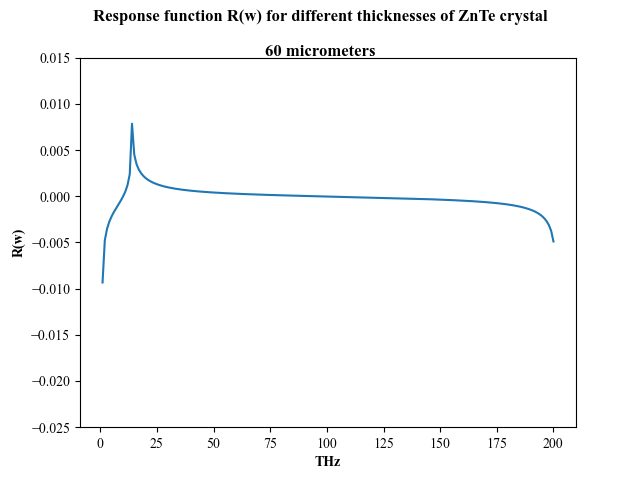 Response function R(w) for different thicknesses of ZnTe crystal
60 micrometers
0.015
0.010
0.005
0.000
−0.005
−0.010
−0.015
−0.020
−0.025
R(w)
0 25 50 75 100 125 150 175 200
THz